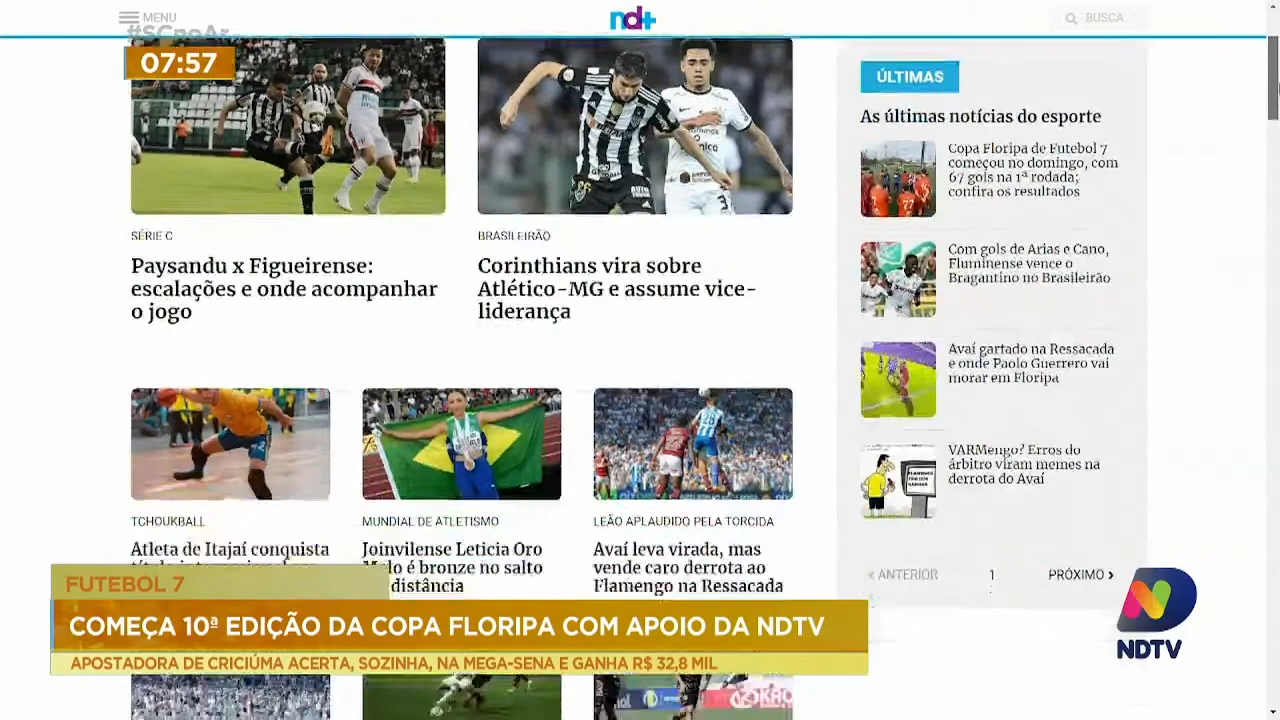 MENU
nd+
BUSCA
#SCnoAr
07:57
SÉRIE C
Paysandu x Figueirense:
escalações e onde acompanhar
o jogo
BRASILEIRÃO
Corinthians vira sobre
Atlético-MG e assume vice-
liderança
ÚLTIMAS
As últimas notícias do esporte
Copa Floripa de Futebol 7
começou no domingo, com
67 gols na 1ª rodada;
confira os resultados
Com gols de Arias e Cano,
Fluminense vence o
Bragantino no Brasileirão
Avaí gartado na Ressacada
e onde Paolo Guerrero vai
morar em Floripa
VARMengo? Erros do
árbitro viram memes na
derrota do Avaí
‹ ANTERIOR
1
PRÓXIMO ›
TCHOUKBALL
Atleta de Itajaí conquista
MUNDIAL DE ATLETISMO
Joinvilense Leticia Oro
Melo é bronze no salto
distância
LEÃO APLAUDIDO PELA TORCIDA
Avaí leva virada, mas
vende caro derrota ao
Flamengo na Ressacada
FUTEBOL 7
COMEÇA 10ª EDIÇÃO DA COPA FLORIPA COM APOIO DA NDTV
APOSTADORA DE CRICIÚMA ACERTA, SOZINHA, NA MEGA-SENA E GANHA R$ 32,8 MIL
NDTV